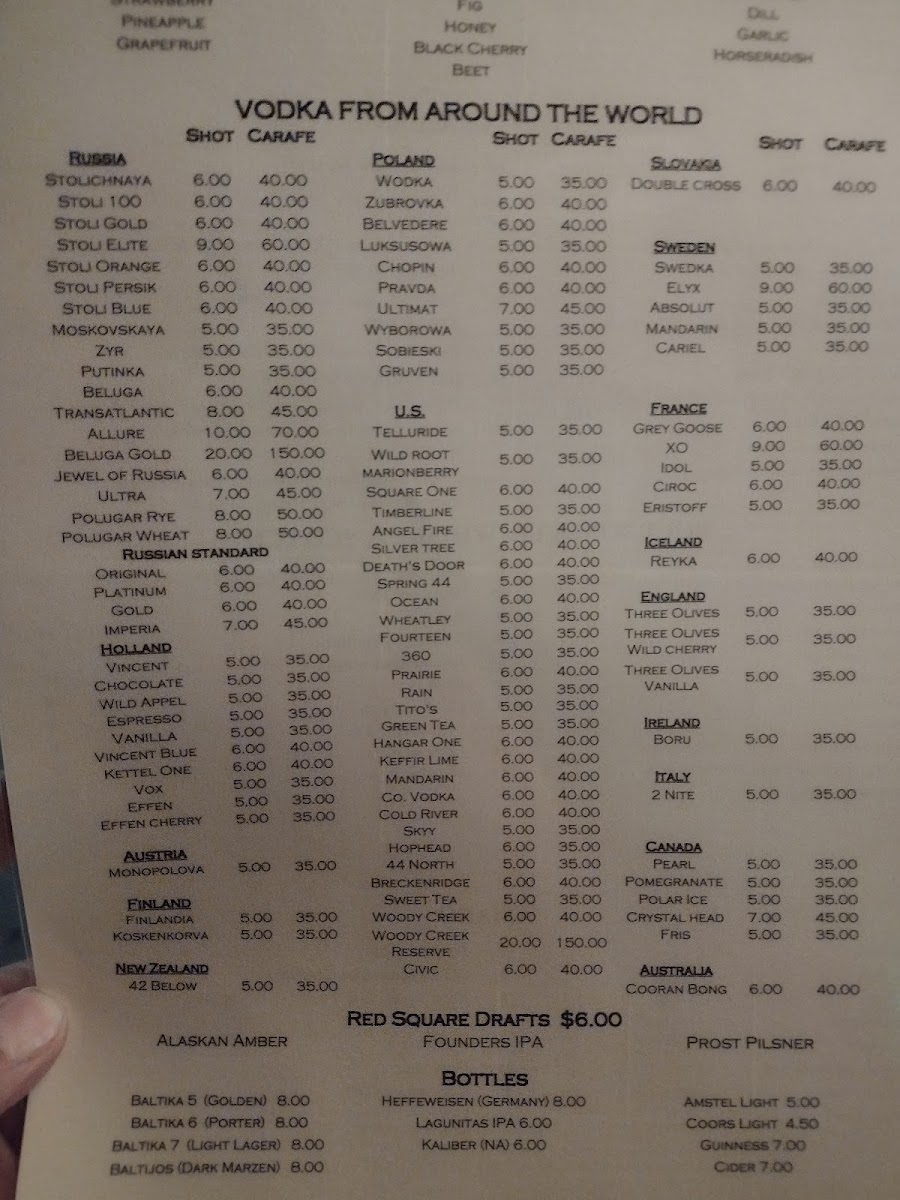 STRAWBERRY
PINEAPPLE
GRAPEFRUIT
FIG
HONEY
BLACK CHERRY
BEET
DILL
GARLIC
HORSERADISH
VODKA FROM AROUND THE WORLD
SHOT CARAFE
RUSSIA
STOLICHNAYA 6.00 40.00
STOLI 100 6.00 40.00
STOLI GOLD 6.00 40.00
STOLI ELITE 9.00 60.00
STOLI ORANGE 6.00 40.00
STOLI PERSIK 6.00 40.00
STOLI BLUE 6.00 40.00
MOSKOVSKAYA 5.00 35.00
ZYR 5.00 35.00
PUTINKA 5.00 35.00
BELUGA 6.00 40.00
TRANSATLANTIC 8.00 45.00
ALLURE 10.00 70.00
BELUGA GOLD 20.00 150.00
JEWEL OF RUSSIA 6.00 40.00
ULTRA 7.00 45.00
POLUGAR RYE 8.00 50.00
POLUGAR WHEAT 8.00 50.00
RUSSIAN STANDARD
ORIGINAL 6.00 40.00
PLATINUM 6.00 40.00
GOLD 6.00 40.00
IMPERIA 7.00 45.00
HOLLAND
VINCENT 5.00 35.00
CHOCOLATE 5.00 35.00
WILD APPEL 5.00 35.00
ESPRESSO 5.00 35.00
VANILLA 5.00 35.00
VINCENT BLUE 6.00 40.00
KETTEL ONE 6.00 40.00
VOX 5.00 35.00
EFFEN 5.00 35.00
EFFEN CHERRY 5.00 35.00
AUSTRIA
MONOPOLOVA 5.00 35.00
FINLAND
FINLANDIA 5.00 35.00
KOSKENKORVA 5.00 35.00
NEW ZEALAND
42 BELOW 5.00 35.00
SHOT CARAFE
POLAND
WODKA 5.00 35.00
ZUBROVKA 6.00 40.00
BELVEDERE 6.00 40.00
LUKSUSOWA 5.00 35.00
CHOPIN 6.00 40.00
PRAVDA 6.00 40.00
ULTIMAT 7.00 45.00
WYBOROWA 5.00 35.00
SOBIESKI 5.00 35.00
GRUVEN 5.00 35.00
U.S.
TELLURIDE 5.00 35.00
WILD ROOT
MARIONBERRY 5.00 35.00
SQUARE ONE 6.00 40.00
TIMBERLINE 5.00 35.00
ANGEL FIRE 6.00 40.00
SILVER TREE 6.00 40.00
DEATH'S DOOR 6.00 40.00
SPRING 44 5.00 35.00
OCEAN 6.00 40.00
WHEATLEY 5.00 35.00
FOURTEEN 5.00 35.00
360 5.00 35.00
PRAIRIE 6.00 40.00
RAIN 5.00 35.00
TITO'S 5.00 35.00
GREEN TEA 5.00 35.00
HANGAR ONE 6.00 40.00
KEFFIR LIME 6.00 40.00
MANDARIN 6.00 40.00
CO. VODKA 6.00 40.00
COLD RIVER 6.00 40.00
SKYY 5.00 35.00
HOPHEAD 6.00 35.00
44 NORTH 5.00 35.00
BRECKENRIDGE 6.00 40.00
SWEET TEA 5.00 35.00
WOODY CREEK 6.00 40.00
WOODY CREEK
RESERVE 20.00 150.00
CIVIC 6.00 40.00
SHOT CARAFE
SLOVAKIA
DOUBLE CROSS 6.00 40.00
SWEDEN
SWEDKA 5.00 35.00
ELYX 9.00 60.00
ABSOLUT 5.00 35.00
MANDARIN 5.00 35.00
CARIEL 5.00 35.00
FRANCE
GREY GOOSE 6.00 40.00
XO 9.00 60.00
IDOL 5.00 35.00
CIROC 6.00 40.00
ERISTOFF 5.00 35.00
ICELAND
REYKA 6.00 40.00
ENGLAND
THREE OLIVES 5.00 35.00
THREE OLIVES
WILD CHERRY 5.00 35.00
THREE OLIVES
VANILLA 5.00 35.00
IRELAND
BORU 5.00 35.00
ITALY
2 NITE 5.00 35.00
CANADA
PEARL 5.00 35.00
POMEGRANATE 5.00 35.00
POLAR ICE 5.00 35.00
CRYSTAL HEAD 7.00 45.00
FRIS 5.00 35.00
AUSTRALIA
COORAN BONG 6.00 40.00
RED SQUARE DRAFTS $6.00
ALASKAN AMBER FOUNDERS IPA PROST PILSNER
BOTTLES
BALTIKA 5 (GOLDEN) 8.00
BALTIKA 6 (PORTER) 8.00
BALTIKA 7 (LIGHT LAGER) 8.00
BALTIJOS (DARK MARZEN) 8.00
HEFFEWEISEN (GERMANY) 8.00
LAGUNITAS IPA 6.00
KALIBER (NA) 6.00
AMSTEL LIGHT 5.00
COORS LIGHT 4.50
GUINNESS 7.00
CIDER 7.00